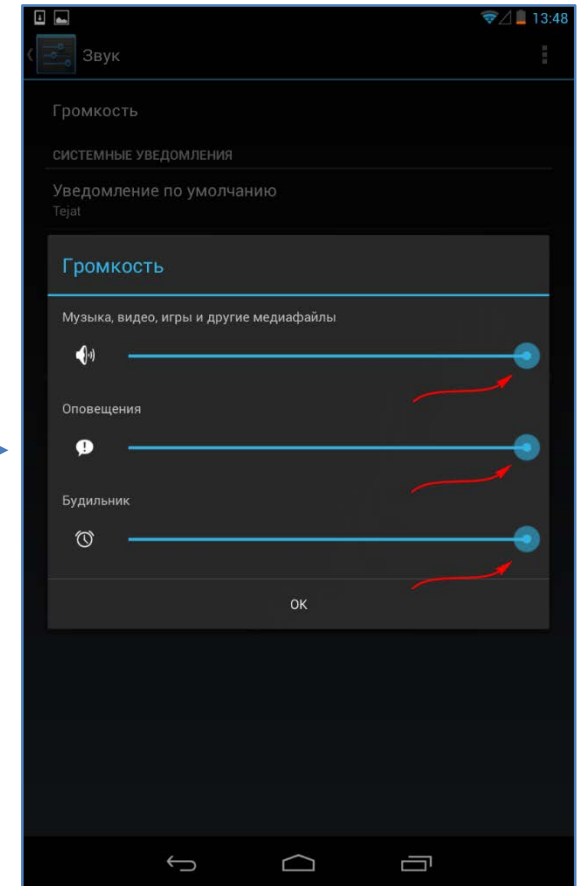 13:48
Звук
Громкость
СИСТЕМНЫЕ УВЕДОМЛЕНИЯ
Уведомление по умолчанию
Tejat
Громкость
Музыка, видео, игры и другие медиафайлы
Оповещения
Будильник
ОК